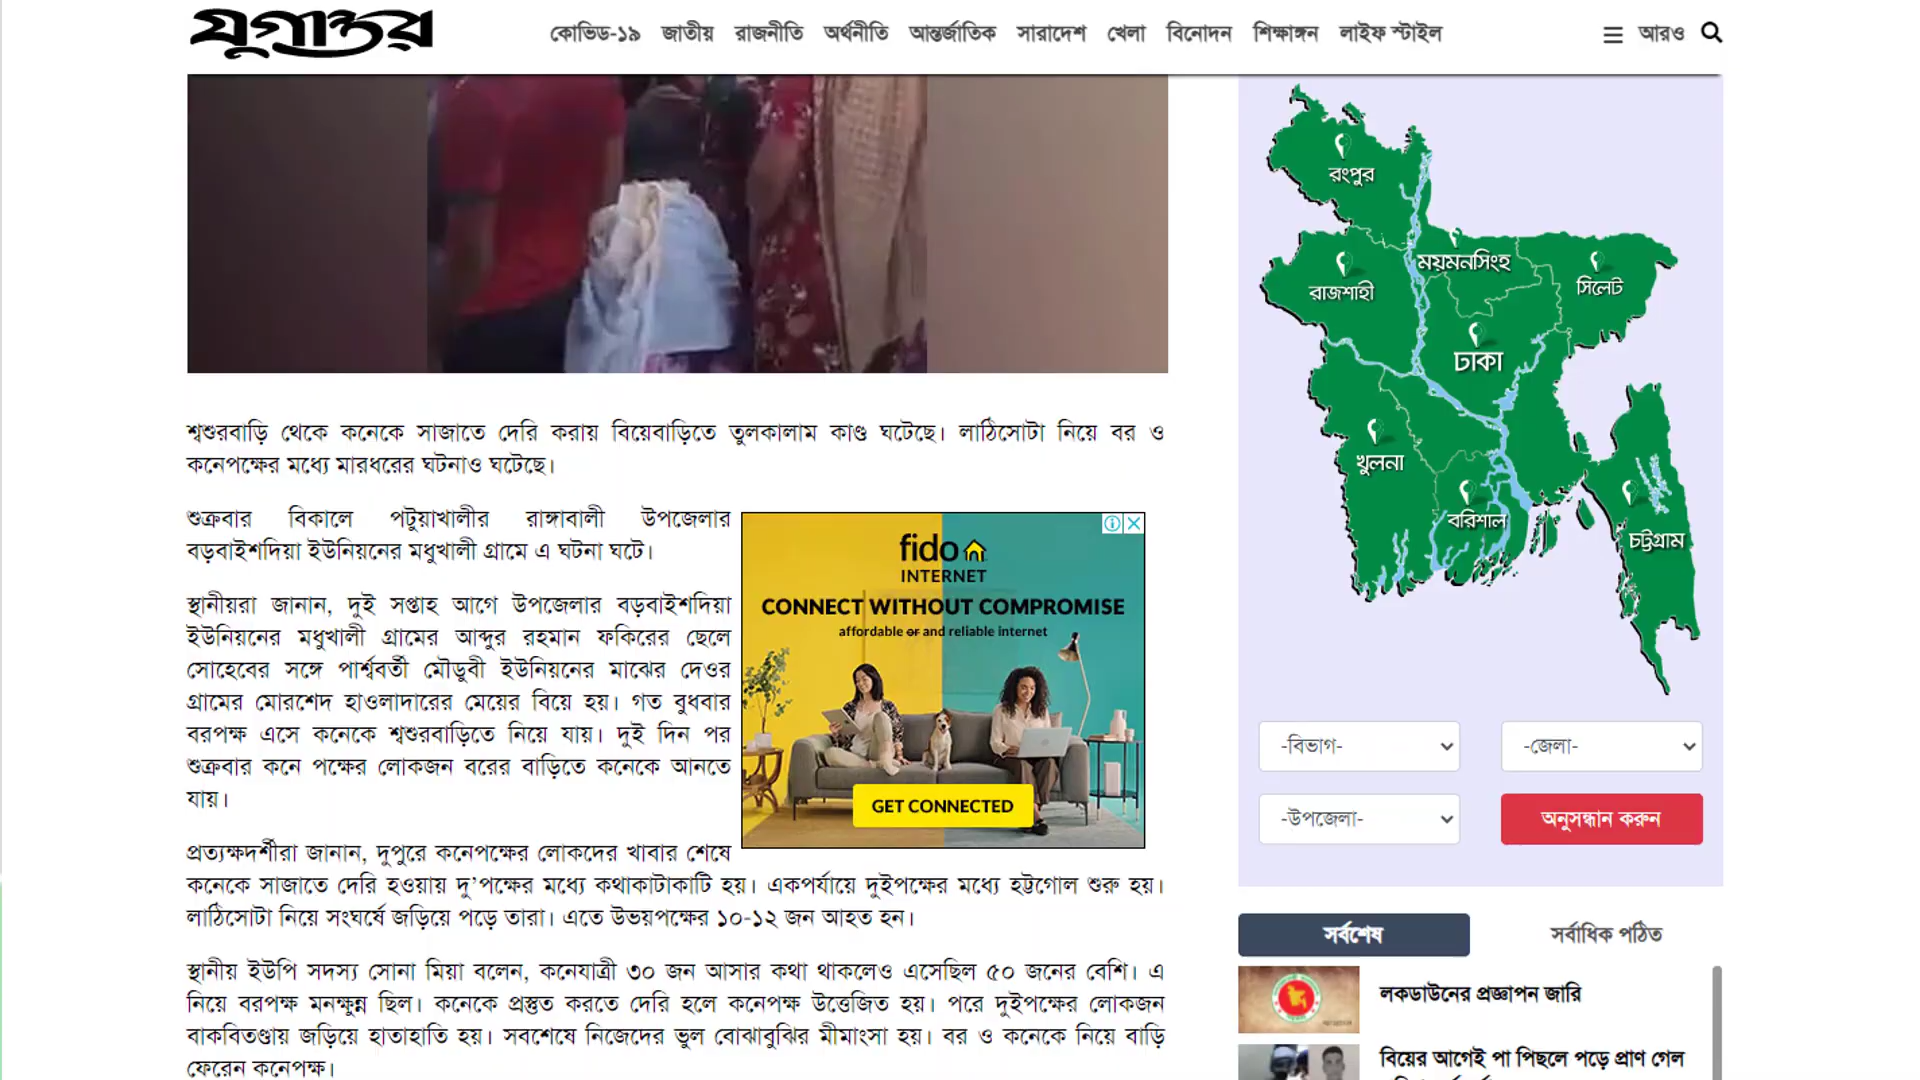 যুগান্তর
কোভিড-১৯ জাতীয় রাজনীতি অর্থনীতি আন্তর্জাতিক সারাদেশ খেলা বিনোদন শিক্ষাঙ্গন লাইফ স্টাইল
আরও
শ্বশুরবাড়ি থেকে কনেকে সাজাতে দেরি করায় বিয়েবাড়িতে তুলকালাম কাণ্ড ঘটেছে। লাঠিসোটা নিয়ে বর ও
কনেপক্ষের মধ্যে মারধরের ঘটনাও ঘটেছে।
শুক্রবার বিকালে পটুয়াখালীর রাঙ্গাবালী উপজেলার
বড়বাইশদিয়া ইউনিয়নের মধুখালী গ্রামে এ ঘটনা ঘটে।
স্থানীয়রা জানান, দুই সপ্তাহ আগে উপজেলার বড়বাইশদিয়া
ইউনিয়নের মধুখালী গ্রামের আব্দুর রহমান ফকিরের ছেলে
সোহেবের সঙ্গে পার্শ্ববর্তী মৌডুবী ইউনিয়নের মাঝের দেওর
গ্রামের মোরশেদ হাওলাদারের মেয়ের বিয়ে হয়। গত বুধবার
বরপক্ষ এসে কনেকে শ্বশুরবাড়িতে নিয়ে যায়। দুই দিন পর
শুক্রবার কনে পক্ষের লোকজন বরের বাড়িতে কনেকে আনতে
যায়।
প্রত্যক্ষদর্শীরা জানান, দুপুরে কনেপক্ষের লোকদের খাবার শেষে
কনেকে সাজাতে দেরি হওয়ায় দু’পক্ষের মধ্যে কথাকাটাকাটি হয়। একপর্যায়ে দুইপক্ষের মধ্যে হট্টগোল শুরু হয়।
লাঠিসোটা নিয়ে সংঘর্ষে জড়িয়ে পড়ে তারা। এতে উভয়পক্ষের ১০-১২ জন আহত হন।
স্থানীয় ইউপি সদস্য সোনা মিয়া বলেন, কনেযাত্রী ৩০ জন আসার কথা থাকলেও এসেছিল ৫০ জনের বেশি। এ
নিয়ে বরপক্ষ মনক্ষুন্ন ছিল। কনেকে প্রস্তুত করতে দেরি হলে কনেপক্ষ উত্তেজিত হয়। পরে দুইপক্ষের লোকজন
বাকবিতণ্ডায় জড়িয়ে হাতাহাতি হয়। সবশেষে নিজেদের ভুল বোঝাবুঝির মীমাংসা হয়। বর ও কনেকে নিয়ে বাড়ি
ফেরেন কনেপক্ষ।
fido
INTERNET
CONNECT WITHOUT COMPROMISE
affordable or and reliable internet
GET CONNECTED
রংপুর
ময়মনসিংহ
রাজশাহী
সিলেট
ঢাকা
খুলনা
বরিশাল
চট্টগ্রাম
-বিভাগ- -জেলা-
-উপজেলা- অনুসন্ধান করুন
সর্বশেষ সর্বাধিক পঠিত
লকডাউনের প্রজ্ঞাপন জারি
বিয়ের আগেই পা পিছলে পড়ে প্রাণ গেল